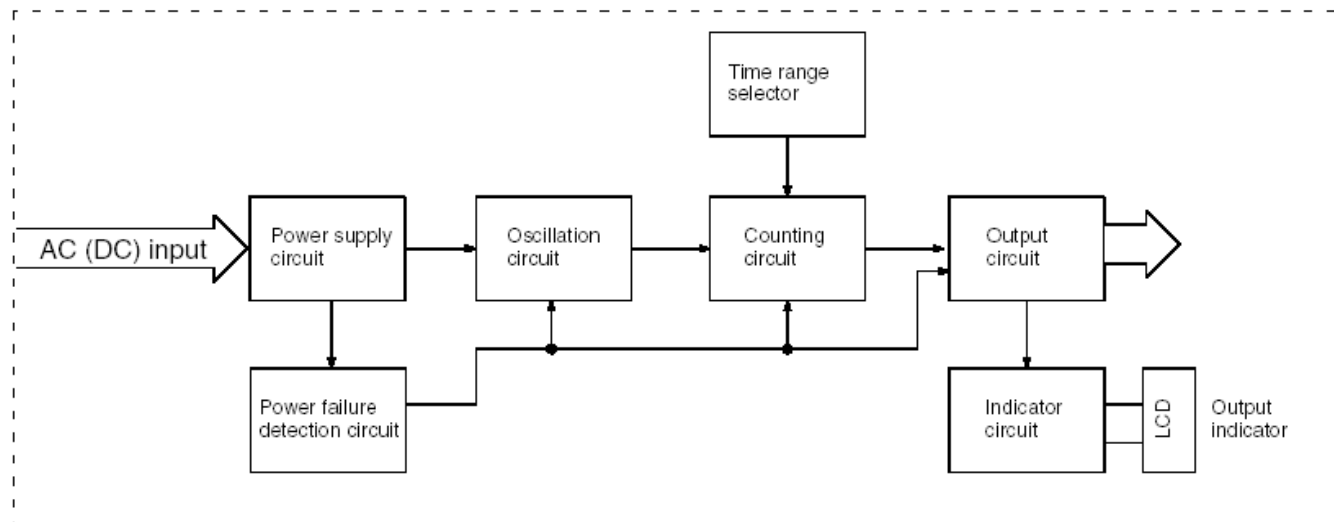 Time range
selector
AC (DC) input
Power supply
circuit
Oscillation
circuit
Counting
circuit
Output
circuit
Power failure
detection circuit
Indicator
circuit
LCD
Output
indicator